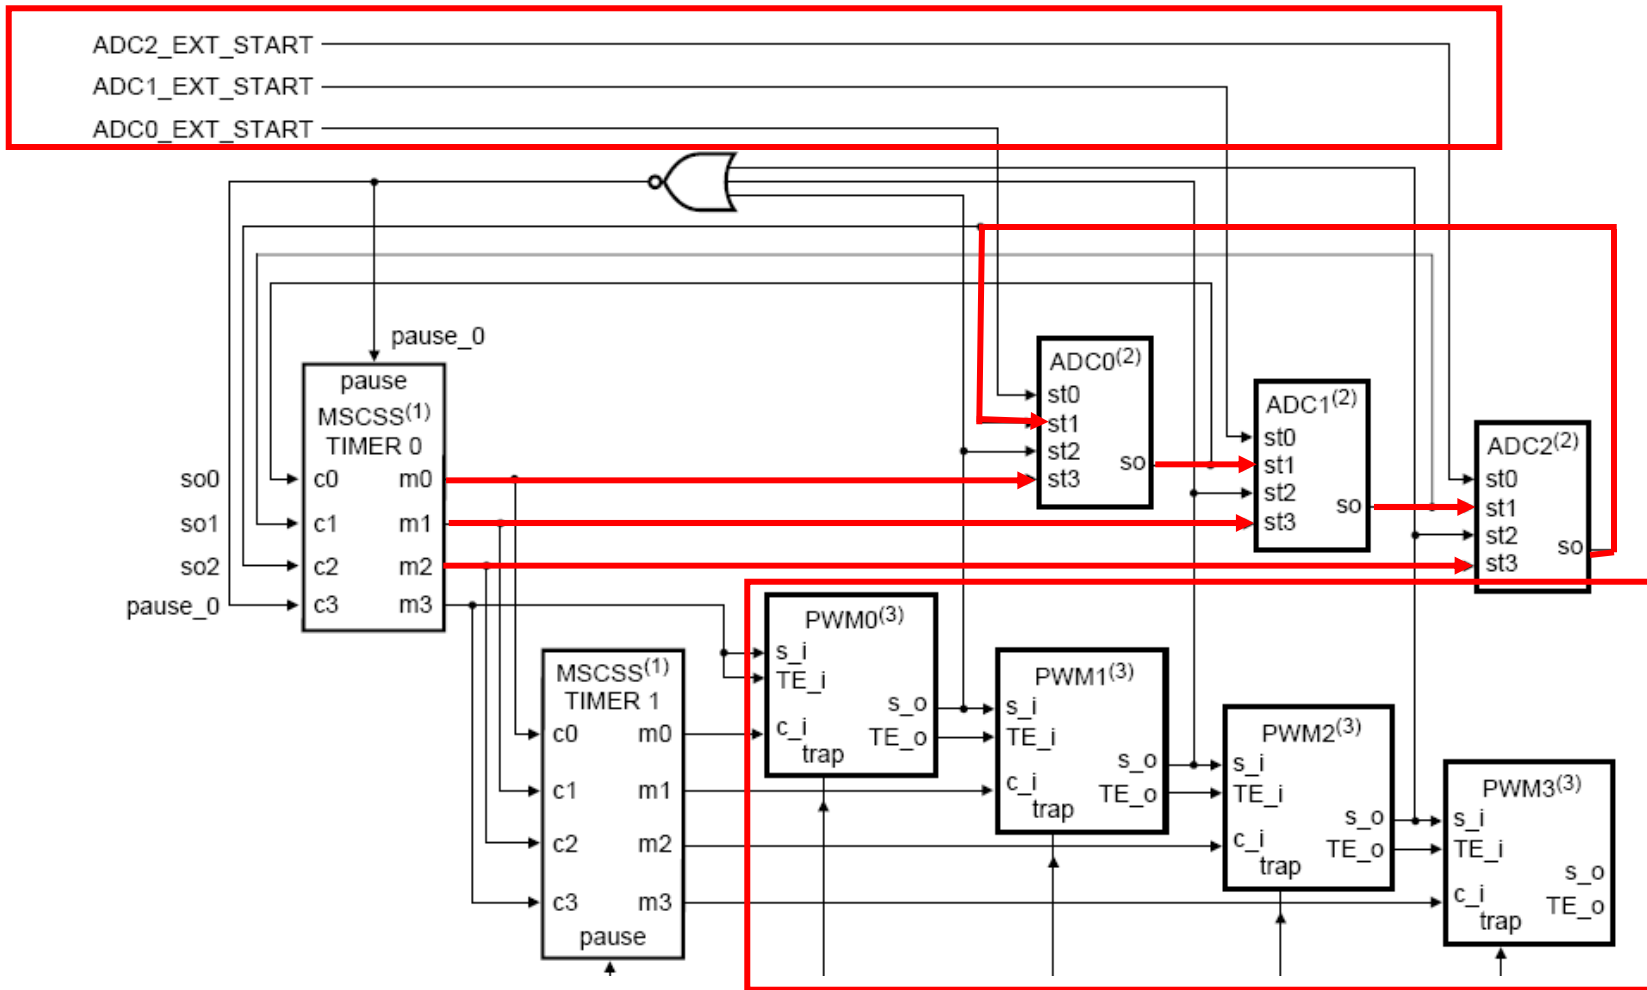 ADC2_EXT_START
ADC1_EXT_START
ADC0_EXT_START
pause_0
pause
MSCSS(1)
TIMER 0
so0
c0
m0
so1
c1
m1
so2
c2
m2
pause_0
c3
m3
ADC0(2)
st0
st1
st2
st3
so
ADC1(2)
st0
st1
st2
st3
so
ADC2(2)
st0
st1
st2
st3
so
MSCSS(1)
TIMER 1
c0
m0
c1
m1
c2
m2
c3
m3
pause
PWM0(3)
s_i
TE_i
s_o
TE_o
c_i
trap
PWM1(3)
s_i
TE_i
s_o
TE_o
c_i
trap
PWM2(3)
s_i
TE_i
s_o
TE_o
c_i
trap
PWM3(3)
s_i
TE_i
s_o
TE_o
c_i
trap